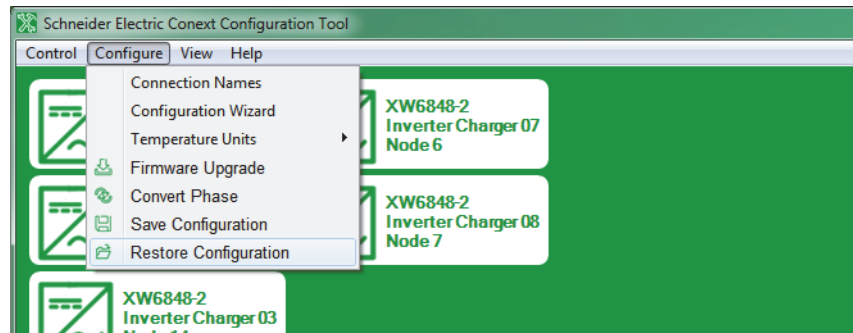 Schneider Electric Conext Configuration Tool
Control Configure View Help
Connection Names
Configuration Wizard
Temperature Units
Firmware Upgrade
Convert Phase
Save Configuration
Restore Configuration
XW6848-2
Inverter Charger 07
Node 6
XW6848-2
Inverter Charger 08
Node 7
XW6848-2
Inverter Charger 03